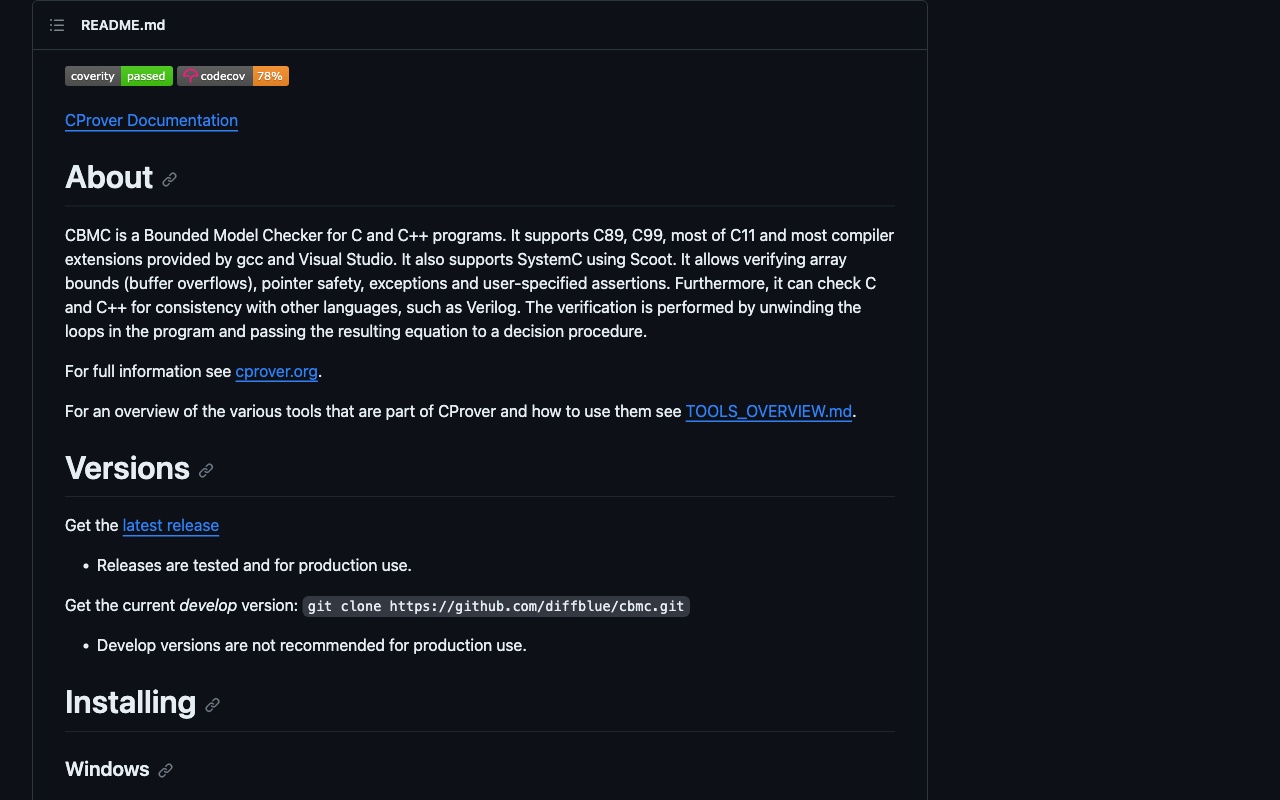 README.md
coverity passed codecov 78%
CProver Documentation
About
CBMC is a Bounded Model Checker for C and C++ programs. It supports C89, C99, most of C11 and most compiler
extensions provided by gcc and Visual Studio. It also supports SystemC using Scoot. It allows verifying array
bounds (buffer overflows), pointer safety, exceptions and user-specified assertions. Furthermore, it can check C
and C++ for consistency with other languages, such as Verilog. The verification is performed by unwinding the
loops in the program and passing the resulting equation to a decision procedure.
For full information see cprover.org.
For an overview of the various tools that are part of CProver and how to use them see TOOLS_OVERVIEW.md.
Versions
Get the latest release
• Releases are tested and for production use.
Get the current develop version: git clone https://github.com/diffblue/cbmc.git
• Develop versions are not recommended for production use.
Installing
Windows